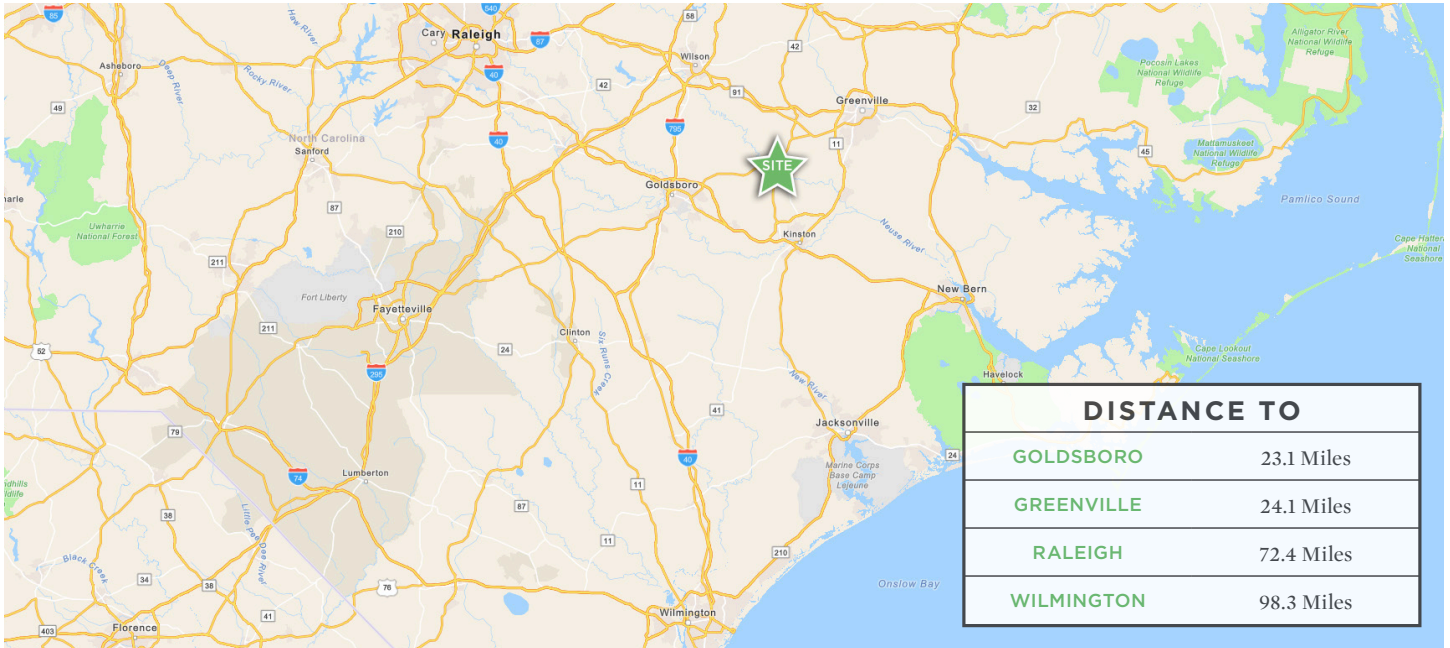 85
Haw River
540
Cary
Raleigh
87
58
42
Wilson
Asheboro
Deep River
Rocky River
40
42
91
Greenville
49
32
Alligator River
National Wildlife
Refuge
Pocosin Lakes
National Wildlife
Refuge
North Carolina
Sanford
40
795
SITE
11
45
Mattamuskeet
National Wildlife
Refuge
Goldsboro
harle
87
Pamlico Sound
Uwharrie
National Forest
210
Kinston
Neuse River
Cape Hatter
National
Seashore
211
Fort Liberty
New Bern
Fayetteville
211
Clinton
Six Runs Creek
52
24
Cape Lookout
National Seashore
295
New River
Havelock
41
79
Jacksonville
24
40
Marine Corps
Base Camp
Lejeune
Lumberton
74
ndhills
ildlife
11
87
38
Little Pee Dee River
11
210
Black Creek
34
38
76
Onslow Bay
41
Wilmington
403
Florence
DISTANCE TO
GOLDSBORO 23.1 Miles
GREENVILLE 24.1 Miles
RALEIGH 72.4 Miles
WILMINGTON 98.3 Miles